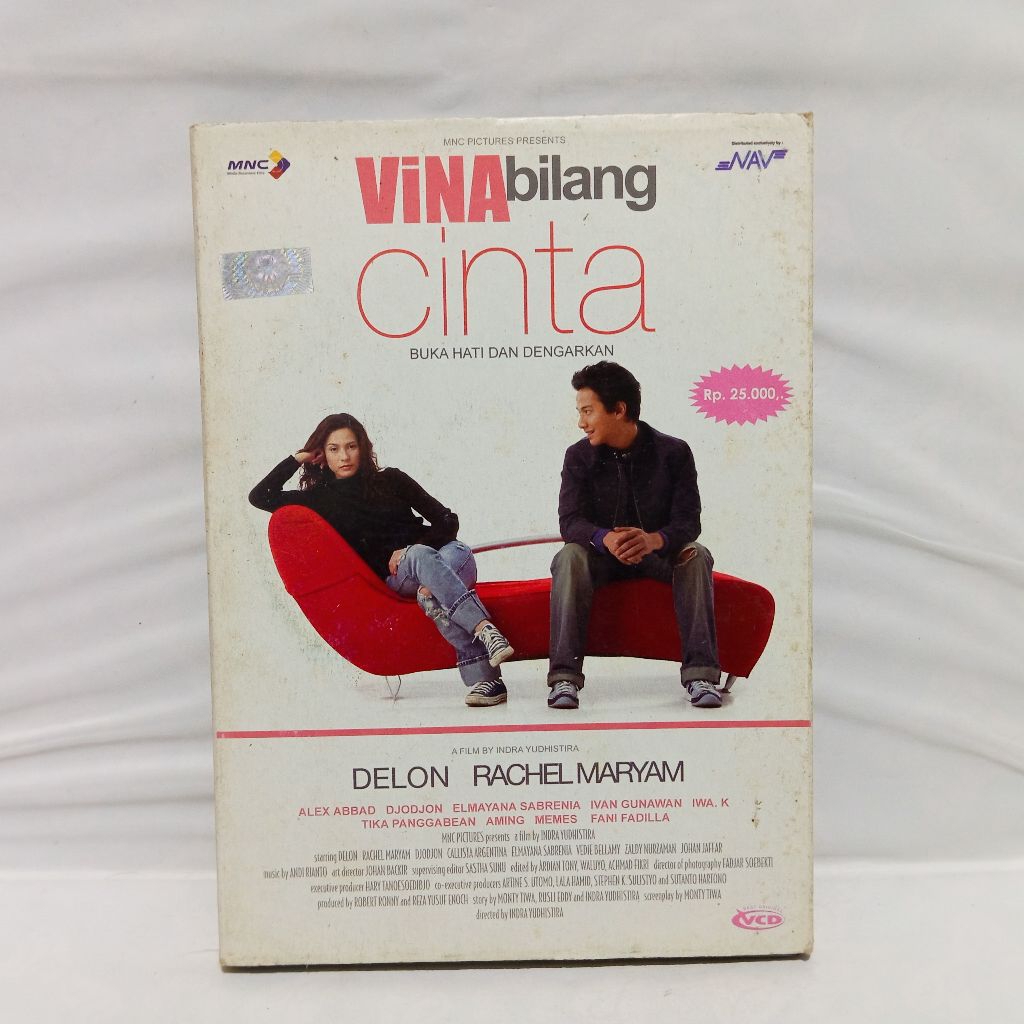 MNC PICTURES PRESENTS
MNC
Distributed exclusively by :
NAV
ViNAbilang
cinta
BUKA HATI DAN DENGARKAN
Rp. 25.000,.
A FILM BY INDRA YUDHISTIRA
DELON RACHEL MARYAM
ALEX ABBAD DJODJON ELMAYANA SABRENIA IVAN GUNAWAN IWA. K
TIKA PANGGABEAN AMING MEMES FANI FADILLA
MNC PICTURES presents a film by INDRA YUDHISTIRA
starring DELON RACHEL MARYAM DJODJON CALLISTA ARGENTINA ELMAYANA SABRENIA VEDIE BELLAMY ZALDY NURZAMAN JOHAN JAFFAR
music by ANDI RIANTO art director JOHAN BACKIR supervising editor SASTHA SUNU edited by ARDIAN TONY, WALUYO, ACHMAD FIKRI director of photography FADJAR SOEBEKTI
executive producer HARY TANOESOEDIBJO co-executive producers ARTINE S. UTOMO, LALA HAMID, STEPHEN K. SULISTYO and SUTANTO HARTONO
produced by ROBERT RONNY and REZA YUSUF ENOCH story by MONTY TIWA, RUSLI EDDY and INDRA YUDHISTIRA screenplay by MONTY TIWA
directed by INDRA YUDHISTIRA
VCD